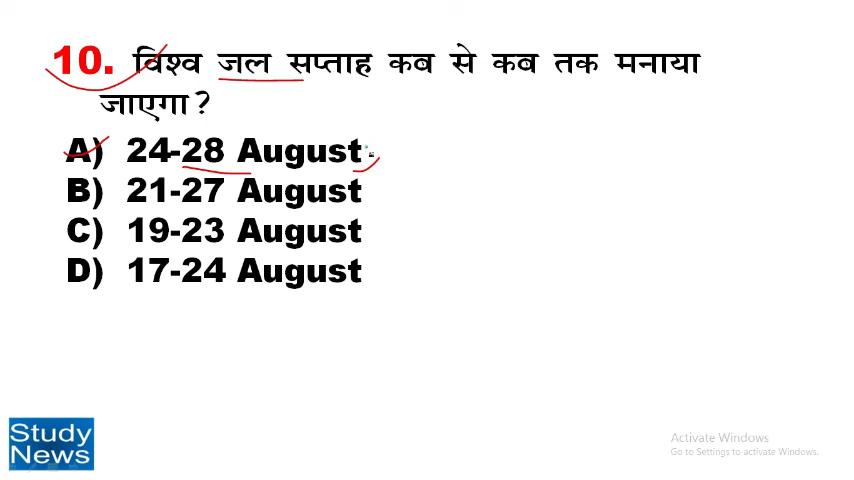 10. विश्व जल सप्ताह कब से कब तक मनाया
जाएगा?
A) 24-28 August
B) 21-27 August
C) 19-23 August
D) 17-24 August
Study
News
Activate Windows
Go to Settings to activate Windows.